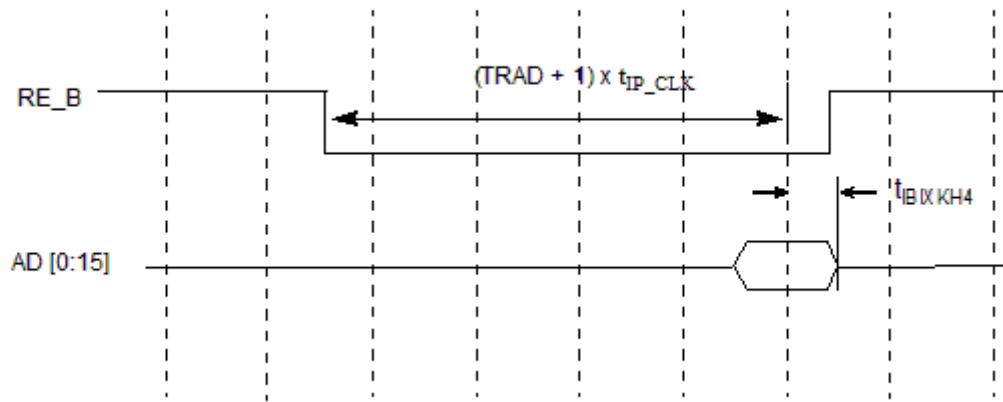 (TRAD + 1) x tIP_CLK
RE_B
tIBIXKH4
AD [0:15]